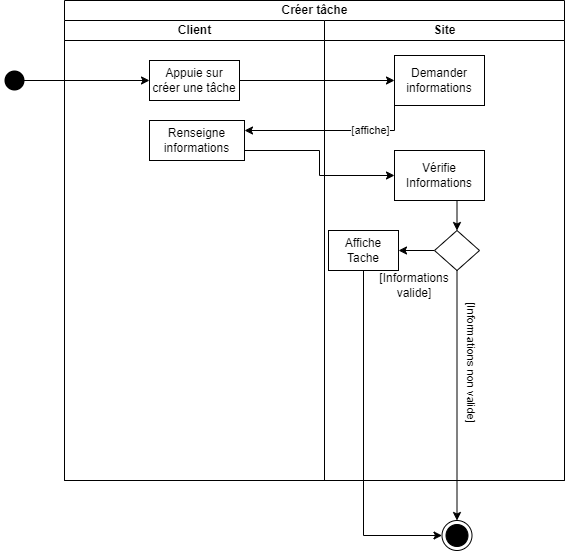 Créer tâche
Client
Site
Appuie sur
créer une tâche
Demander
informations
[affiche]
Renseigne
informations
Vérifie
Informations
Affiche
Tache
[Informations
valide]
[Informations non valide]